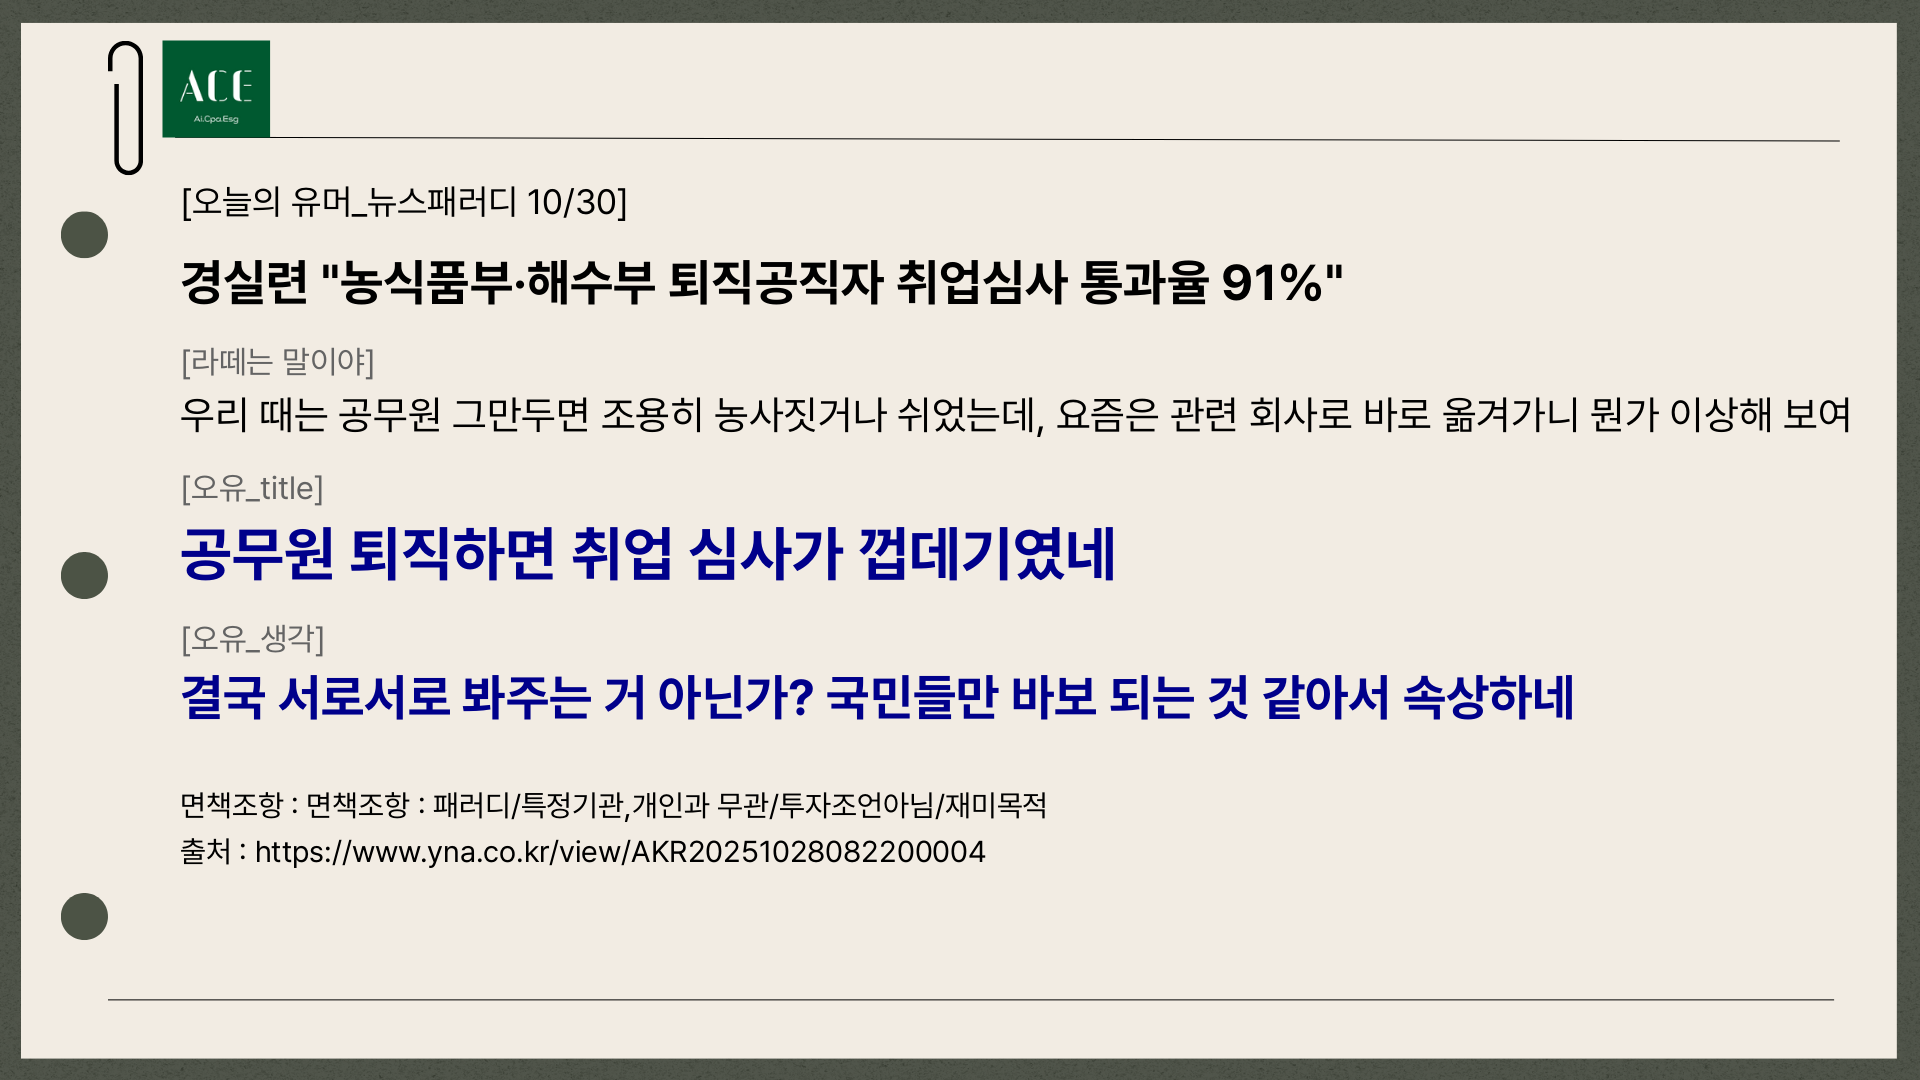 ACE
Ai.Cpa.Esg
[오늘의 유머_뉴스패러디 10/30]
경실련 "농식품부·해수부 퇴직공직자 취업심사 통과율 91%"
[라떼는 말이야]
우리 때는 공무원 그만두면 조용히 농사짓거나 쉬었는데, 요즘은 관련 회사로 바로 옮겨가니 뭔가 이상해 보여
[오유_title]
공무원 퇴직하면 취업 심사가 껍데기였네
[오유_생각]
결국 서로서로 봐주는 거 아닌가? 국민들만 바보 되는 것 같아서 속상하네
면책조항 : 면책조항 : 패러디/특정기관,개인과 무관/투자조언아님/재미목적
출처 : https://www.yna.co.kr/view/AKR20251028082200004